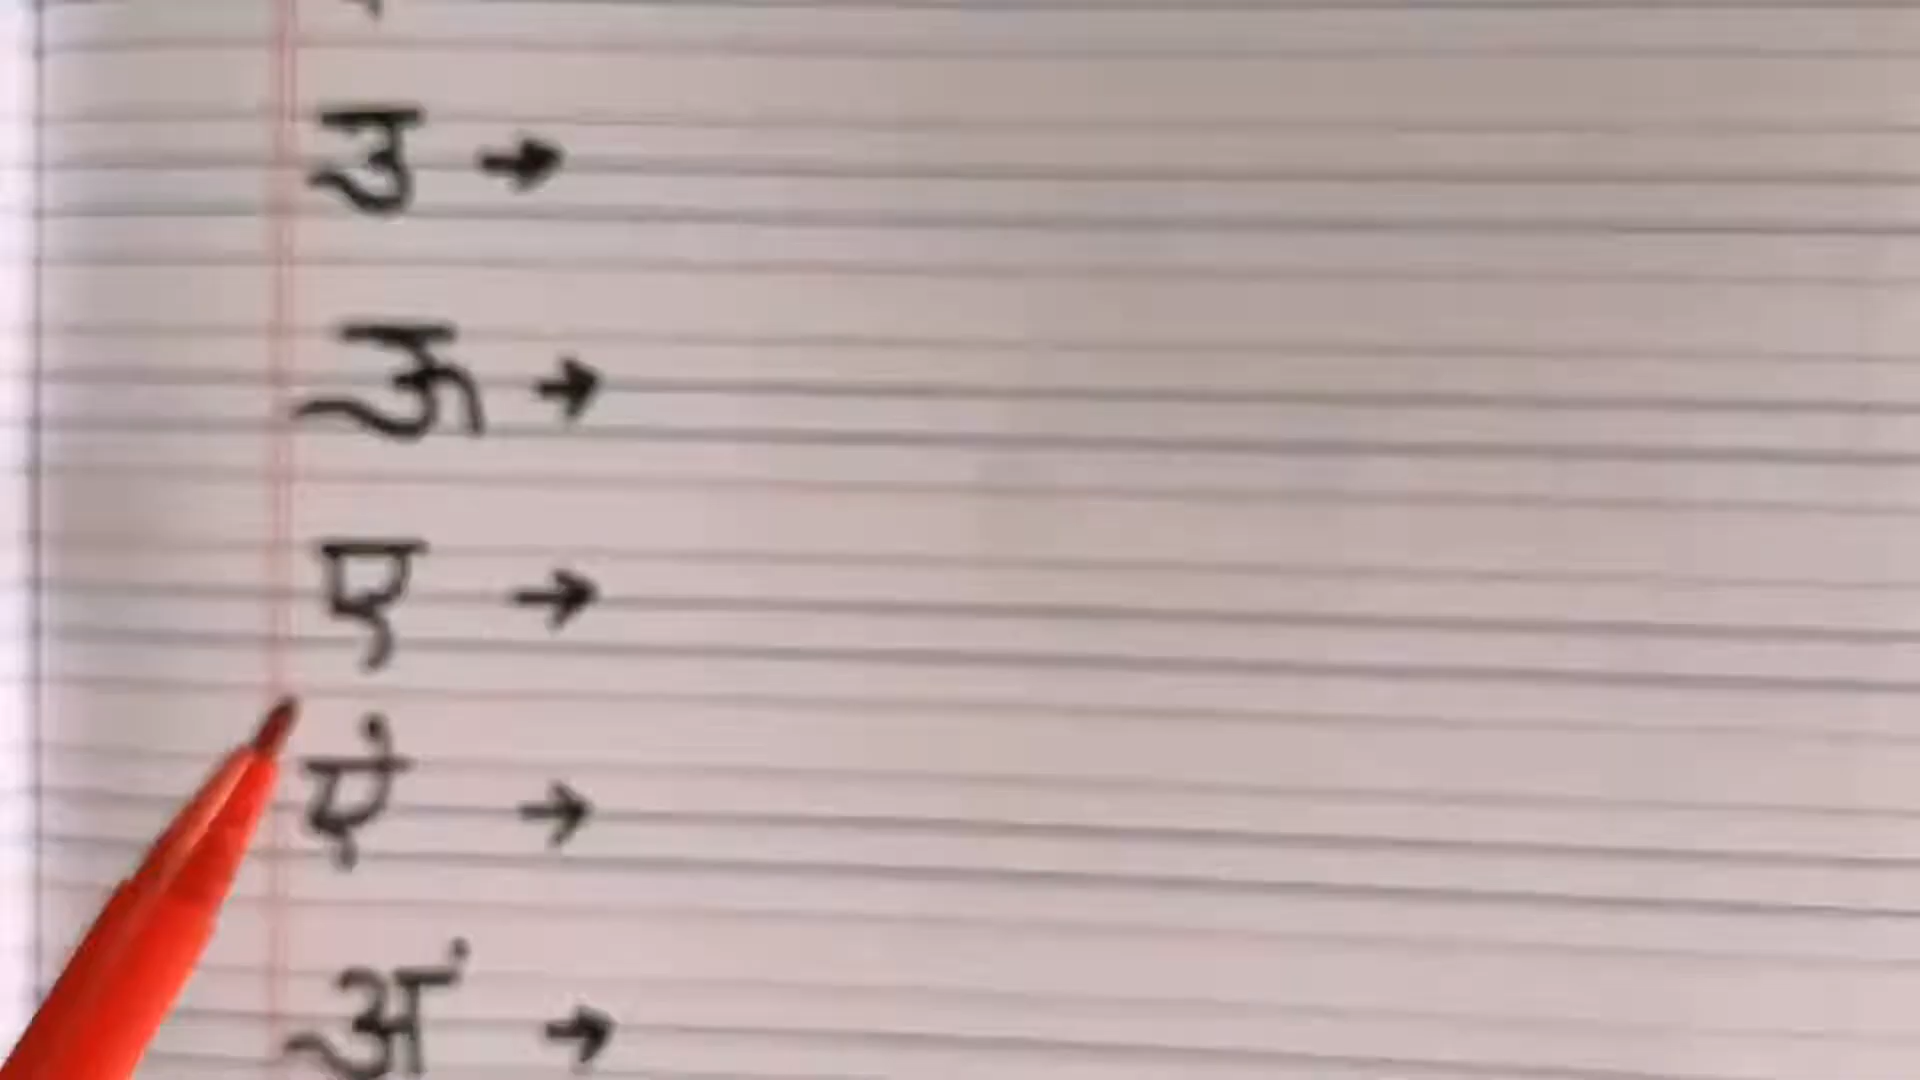 उ →
ऊ →
ए →
ऐ →
अं →